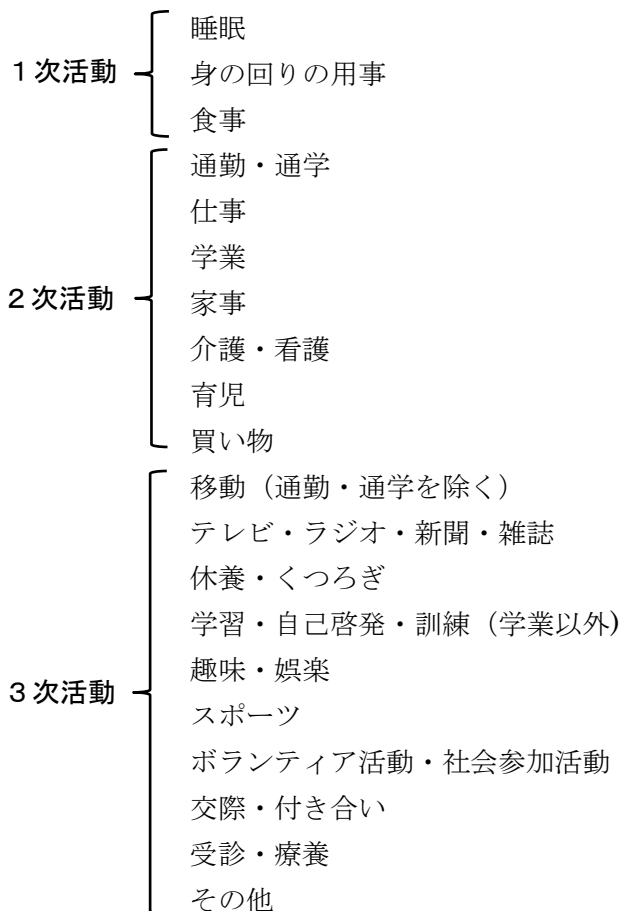 １次活動
睡眠
身の回りの用事
食事
２次活動
通勤・通学
仕事
学業
家事
介護・看護
育児
買い物
３次活動
移動（通勤・通学を除く）
テレビ・ラジオ・新聞・雑誌
休養・くつろぎ
学習・自己啓発・訓練（学業以外)
趣味・娯楽
スポーツ
ボランティア活動・社会参加活動
交際・付き合い
受診・療養
その他